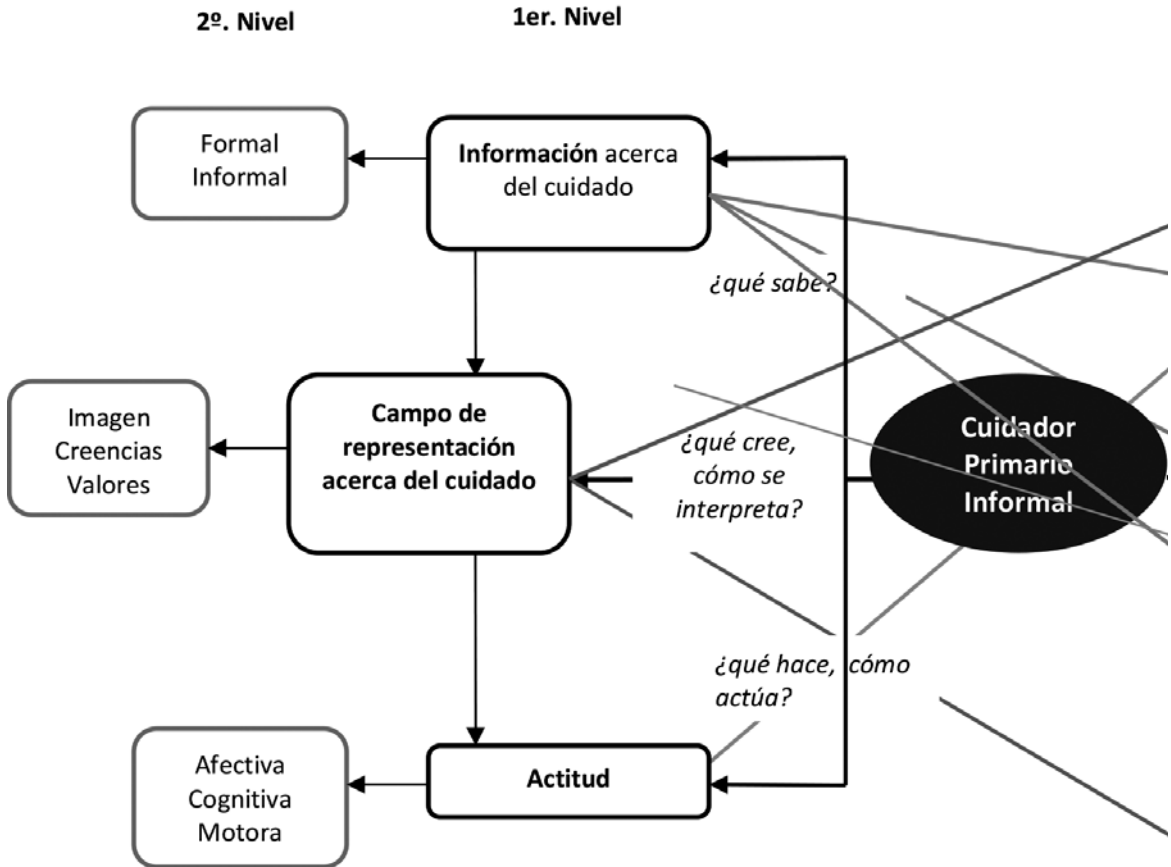 2º. Nivel
1er. Nivel
Formal
Informal
Información acerca
del cuidado
¿qué sabe?
Imagen
Creencias
Valores
Campo de
representación
acerca del cuidado
¿qué cree,
cómo se
interpreta?
Cuidador
Primario
Informal
¿qué hace, cómo
actúa?
Afectiva
Cognitiva
Motora
Actitud